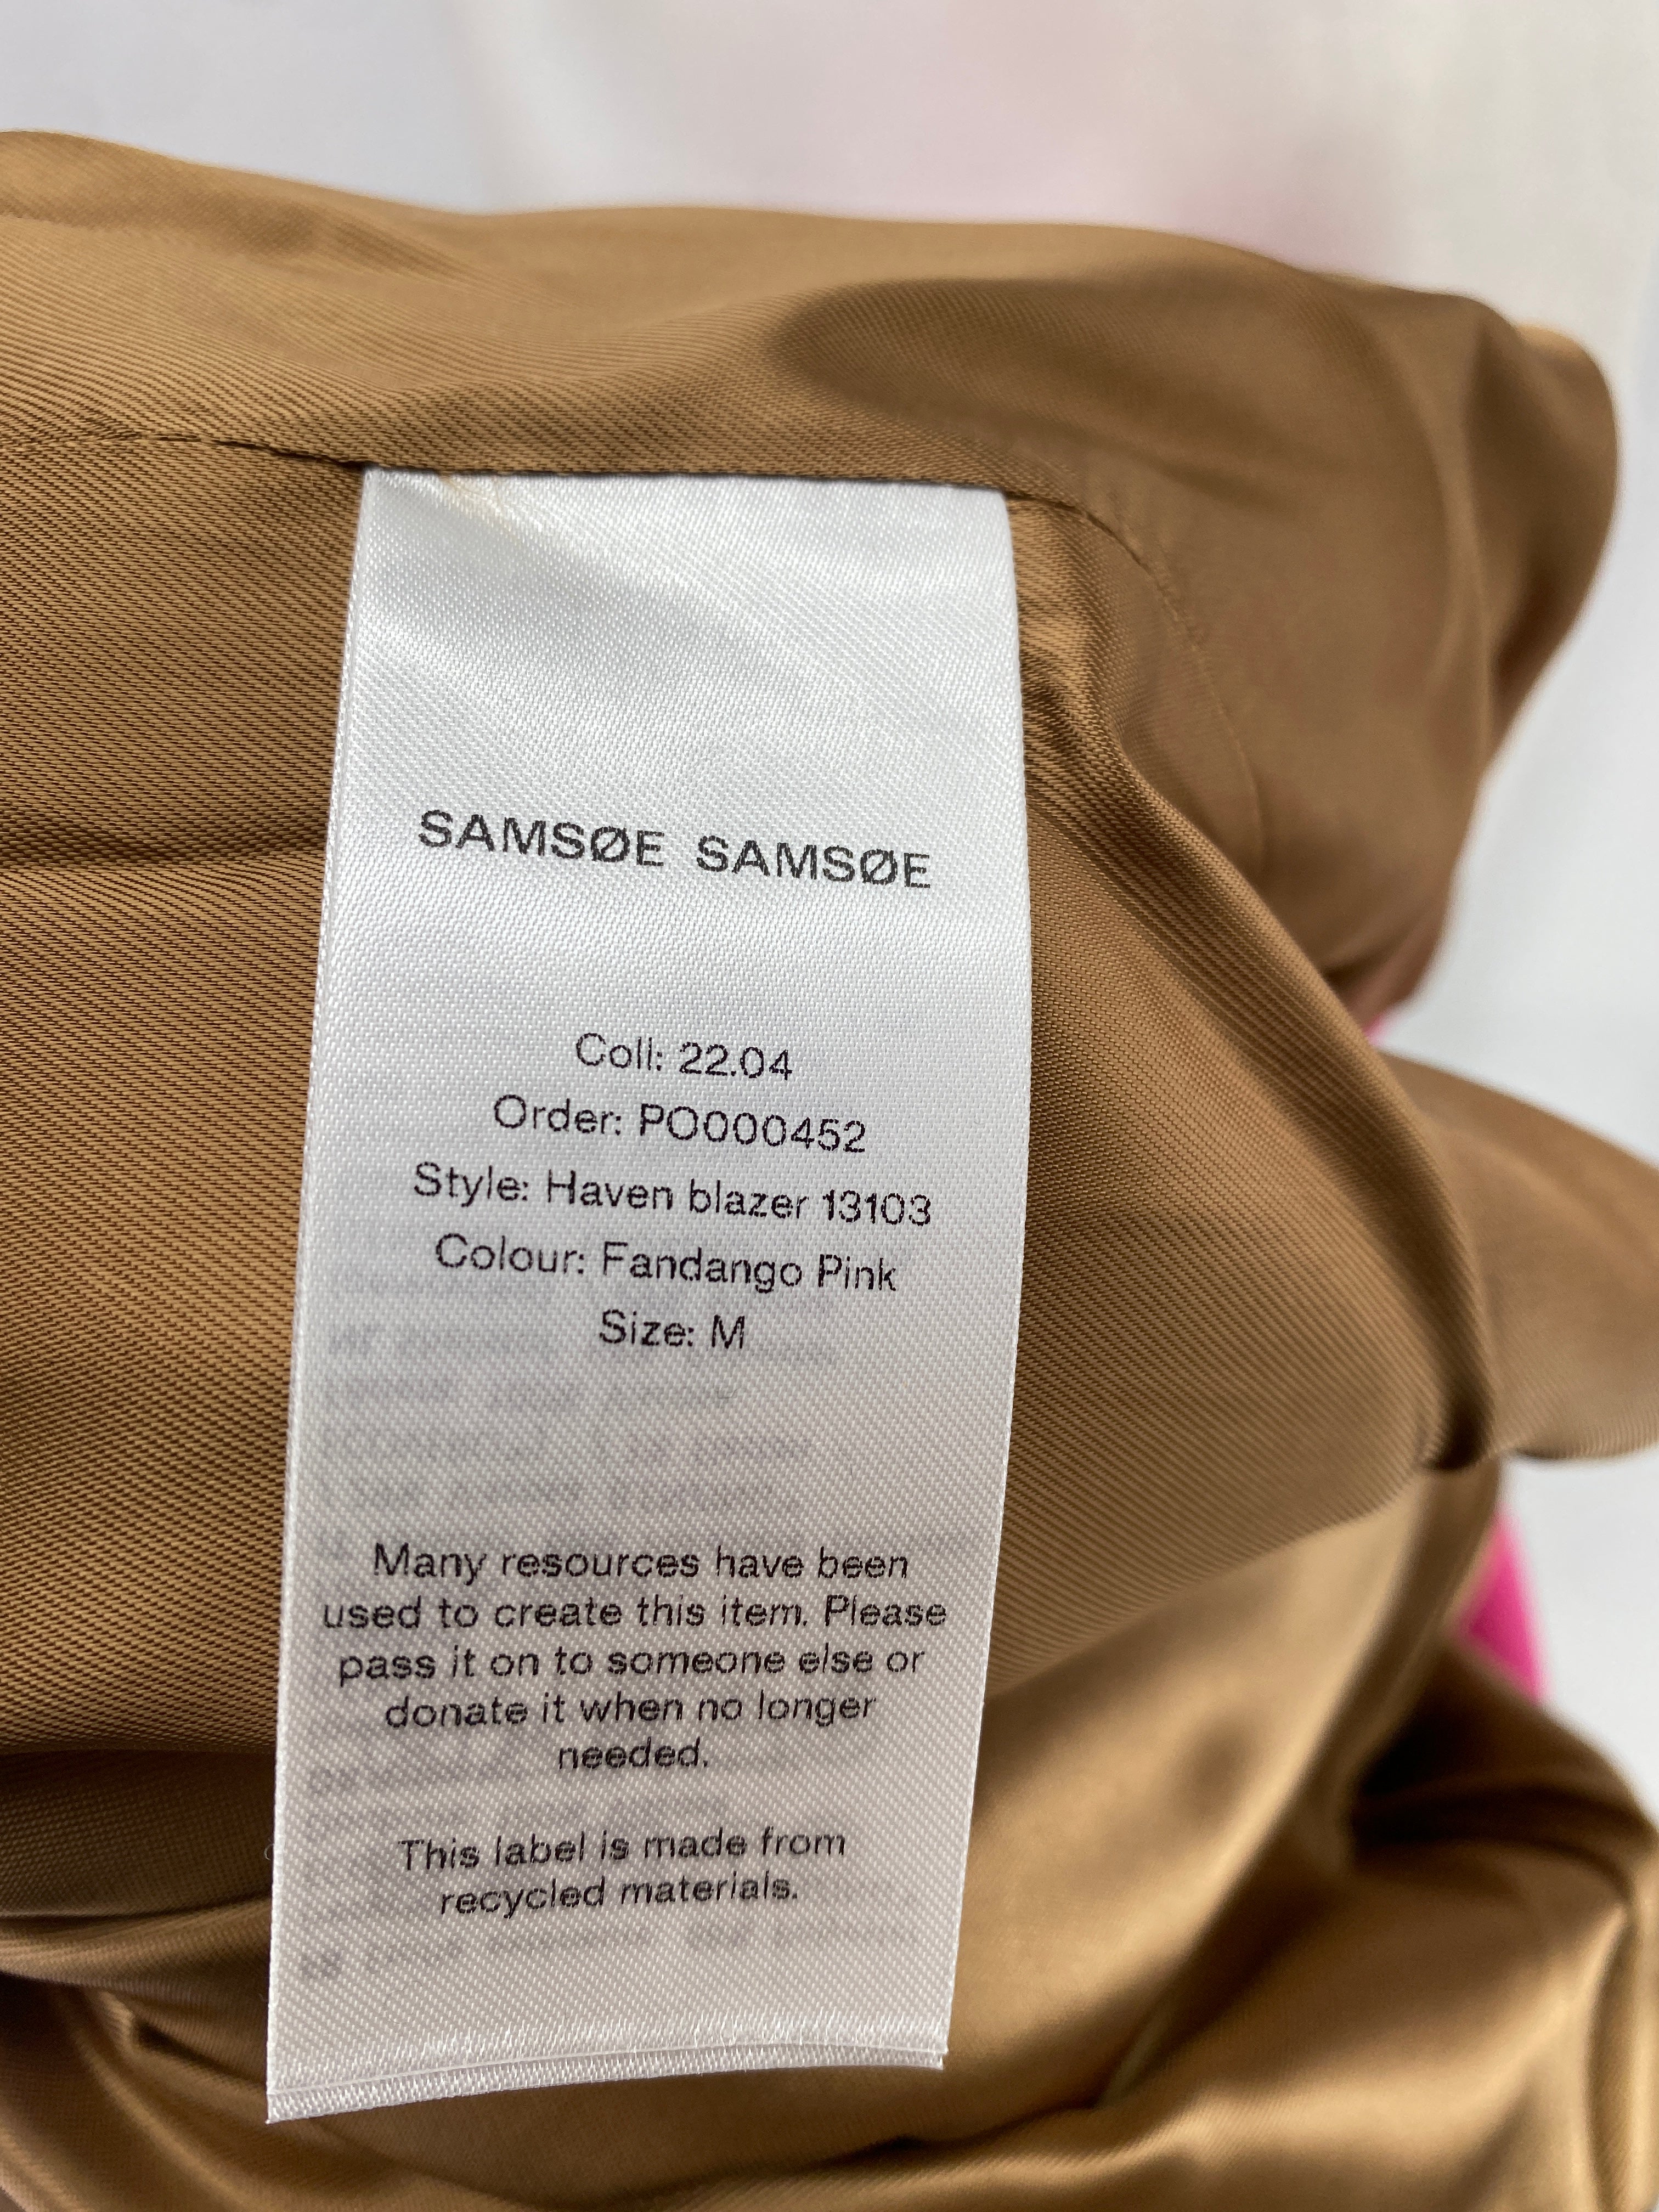 SAMSØE SAMSØE
Coll: 22.04
Order: PO000452
Style: Haven blazer 13103
Colour: Fandango Pink
Size: M
Many resources have been
used to create this item. Please
pass it on to someone else or
donate it when no longer
needed.
This label is made from
recycled materials.